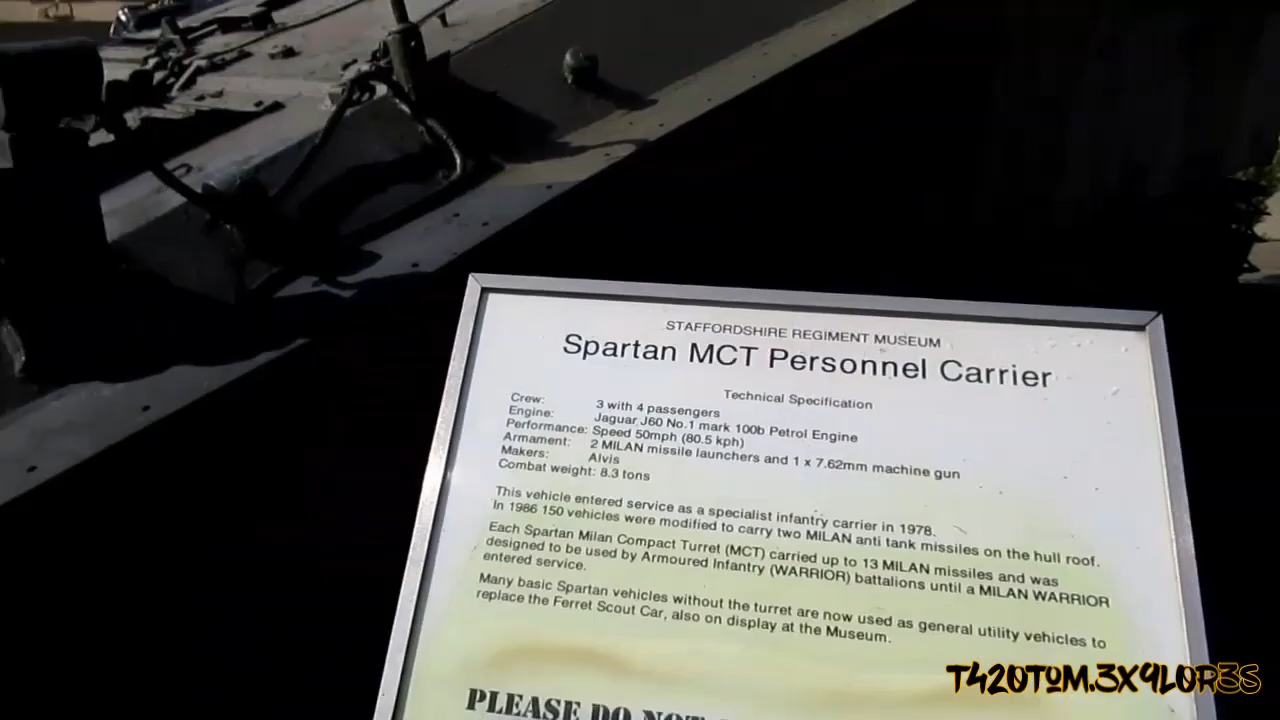 STAFFORDSHIRE REGIMENT MUSEUM
Spartan MCT Personnel Carrier
Technical Specification
Crew: 3 with 4 passengers
Engine: Jaguar J60 No.1 mark 100b Petrol Engine
Performance: Speed 50mph (80.5 kph)
Armament: 2 MILAN missile launchers and 1 x 7.62mm machine gun
Makers: Alvis
Combat weight: 8.3 tons
This vehicle entered service as a specialist infantry carrier in 1978.
In 1986 150 vehicles were modified to carry two MILAN anti tank missiles on the hull roof.
Each Spartan Milan Compact Turret (MCT) carried up to 13 MILAN missiles and was
designed to be used by Armoured Infantry (WARRIOR) battalions until a MILAN WARRIOR
entered service.
Many basic Spartan vehicles without the turret are now used as general utility vehicles to
replace the Ferret Scout Car, also on display at the Museum.
PLEASE DO NOT
T420TOM.3X9LOR3S